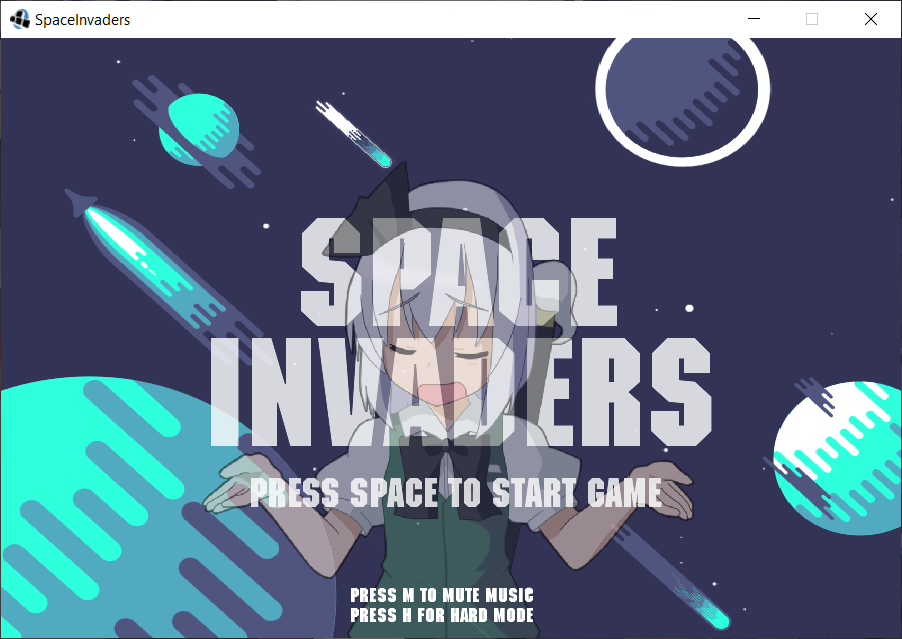 SpaceInvaders
SPACE
INVADERS
PRESS SPACE TO START GAME
PRESS M TO MUTE MUSIC
PRESS H FOR HARD MODE